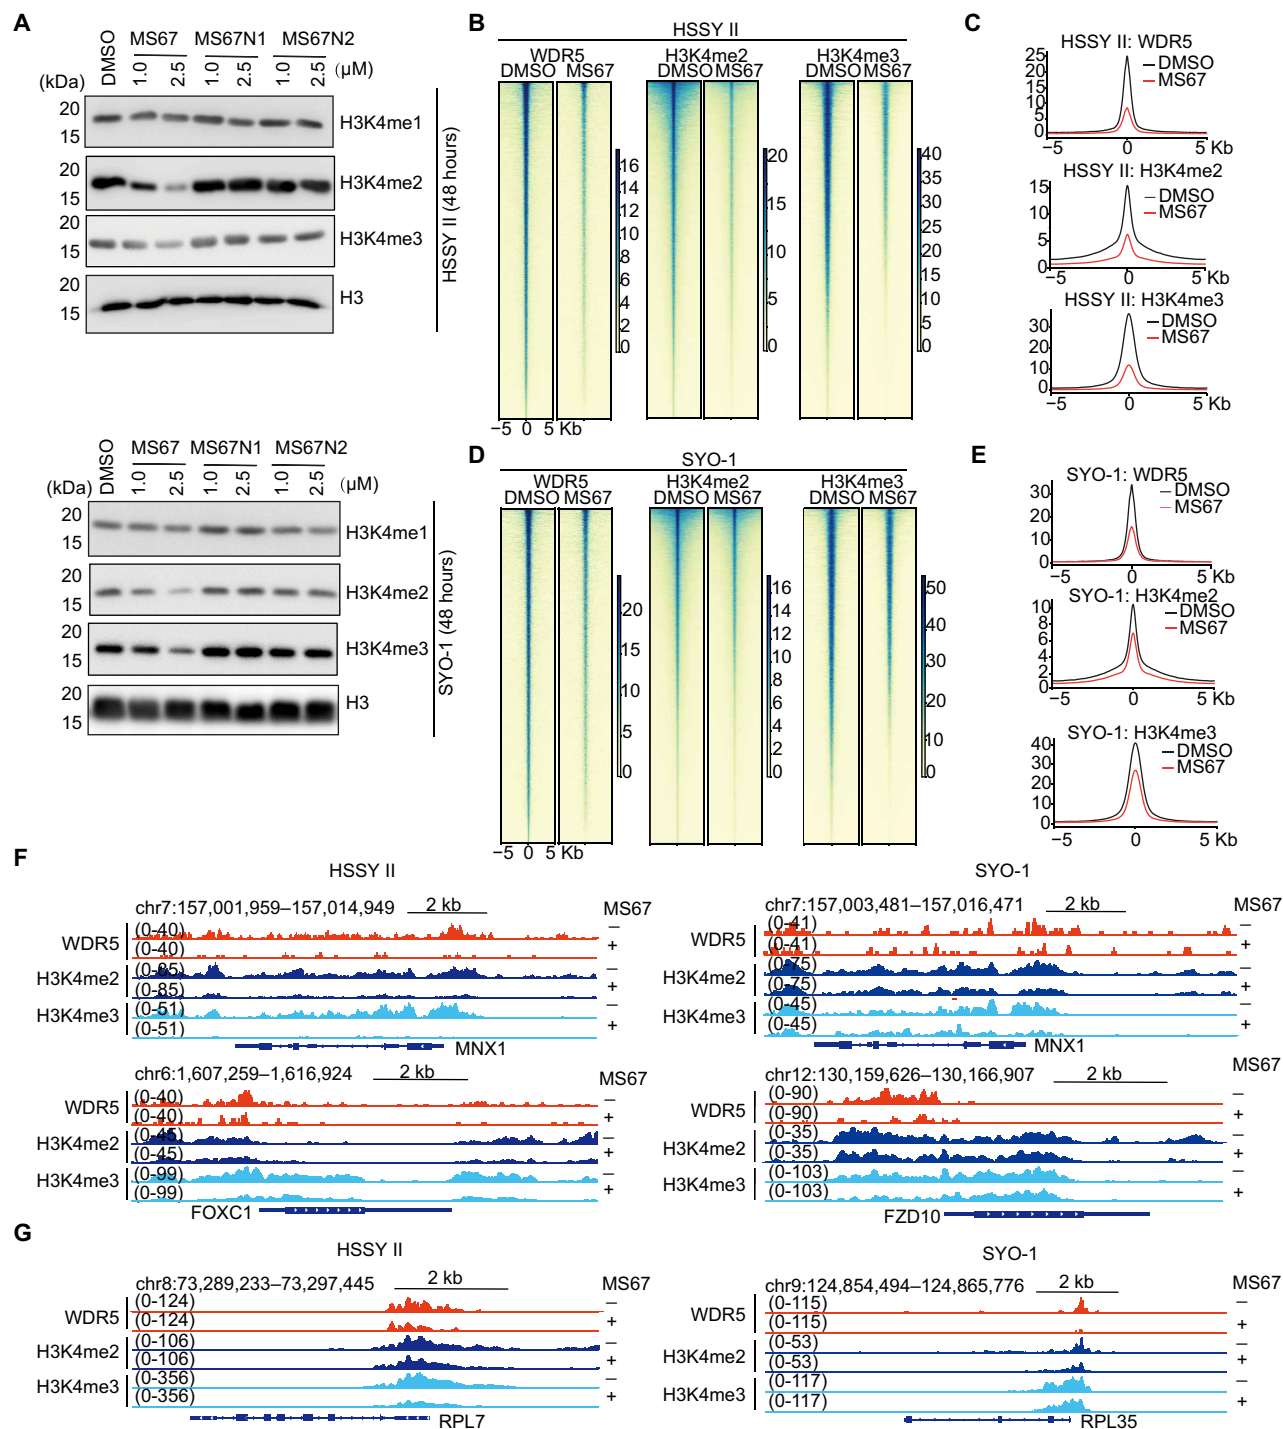 A
DMSO MS67 MS67N1 MS67N2
1.0 2.5 1.0 2.5 1.0 2.5 (μM)
(kDa)
20
15
H3K4me1
20
15
H3K4me2
20
15
H3K4me3
20
15
H3
HSSY II (48 hours)
DMSO MS67 MS67N1 MS67N2
1.0 2.5 1.0 2.5 1.0 2.5 (μM)
(kDa)
20
15
H3K4me1
20
15
H3K4me2
20
15
H3K4me3
20
15
H3
SYO-1 (48 hours)
B
HSSY II
WDR5 H3K4me2 H3K4me3
DMSO MS67 DMSO MS67 DMSO MS67
16
14
12
10
8
6
4
2
0
20
15
10
5
0
40
35
30
25
20
15
10
5
0
−5 0 5 Kb
C
HSSY II: WDR5
DMSO
MS67
25
20
15
10
5
0
−5 0 5 Kb
HSSY II: H3K4me2
DMSO
MS67
15
10
5
0
−5 0 5 Kb
HSSY II: H3K4me3
DMSO
MS67
30
20
10
0
−5 0 5 Kb
D
SYO-1
WDR5 H3K4me2 H3K4me3
DMSO MS67 DMSO MS67 DMSO MS67
20
15
10
5
0
16
14
12
10
8
6
4
2
0
50
40
30
20
10
0
−5 0 5 Kb
E
SYO-1: WDR5
DMSO
MS67
30
20
10
0
−5 0 5 Kb
SYO-1: H3K4me2
DMSO
MS67
10
8
6
4
2
0
−5 0 5 Kb
SYO-1: H3K4me3
DMSO
MS67
40
30
20
10
0
−5 0 5 Kb
F
HSSY II
chr7:157,001,959–157,014,949 2 kb MS67
WDR5
(0-40) −
(0-40) +
H3K4me2
(0-85) −
(0-85) +
H3K4me3
(0-51) −
(0-51) +
MNX1
chr6:1,607,259–1,616,924 2 kb MS67
WDR5
(0-40) −
(0-40) +
H3K4me2
(0-45) −
(0-45) +
H3K4me3
(0-99) −
(0-99) +
FOXC1
SYO-1
chr7:157,003,481–157,016,471 2 kb MS67
WDR5
(0-41) −
(0-41) +
H3K4me2
(0-75) −
(0-75) +
H3K4me3
(0-45) −
(0-45) +
MNX1
chr12:130,159,626–130,166,907 2 kb MS67
WDR5
(0-90) −
(0-90) +
H3K4me2
(0-35) −
(0-35) +
H3K4me3
(0-103) −
(0-103) +
FZD10
G
HSSY II
chr8:73,289,233–73,297,445 2 kb MS67
WDR5
(0-124) −
(0-124) +
H3K4me2
(0-106) −
(0-106) +
H3K4me3
(0-356) −
(0-356) +
RPL7
SYO-1
chr9:124,854,494–124,865,776 2 kb MS67
WDR5
(0-115) −
(0-115) +
H3K4me2
(0-53) −
(0-53) +
H3K4me3
(0-117) −
(0-117) +
RPL35